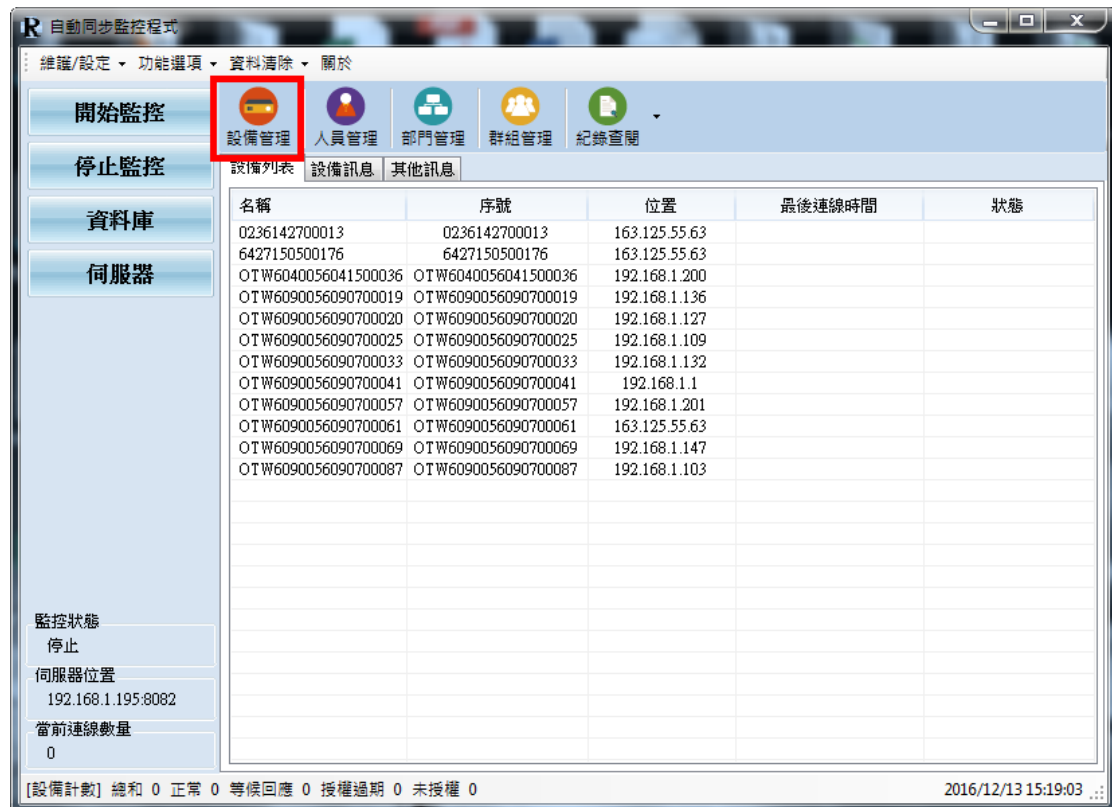 R 自動同步監控程式
維護/設定 功能選項 資料清除 關於
開始監控
停止監控
資料庫
伺服器
設備管理 人員管理 部門管理 群組管理 紀錄查閱
設備列表 設備訊息 其他訊息
名稱 序號 位置 最後連線時間 狀態
0236142700013 0236142700013 163.125.55.63
6427150500176 6427150500176 163.125.55.63
OTW6040056041500036 OTW6040056041500036 192.168.1.200
OTW6090056090700019 OTW6090056090700019 192.168.1.136
OTW6090056090700020 OTW6090056090700020 192.168.1.127
OTW6090056090700025 OTW6090056090700025 192.168.1.109
OTW6090056090700033 OTW6090056090700033 192.168.1.132
OTW6090056090700041 OTW6090056090700041 192.168.1.1
OTW6090056090700057 OTW6090056090700057 192.168.1.201
OTW6090056090700061 OTW6090056090700061 163.125.55.63
OTW6090056090700069 OTW6090056090700069 192.168.1.147
OTW6090056090700087 OTW6090056090700087 192.168.1.103
監控狀態
停止
伺服器位置
192.168.1.195:8082
當前連線數量
0
[設備計數] 總和 0 正常 0 等候回應 0 授權過期 0 未授權 0 2016/12/13 15:19:03